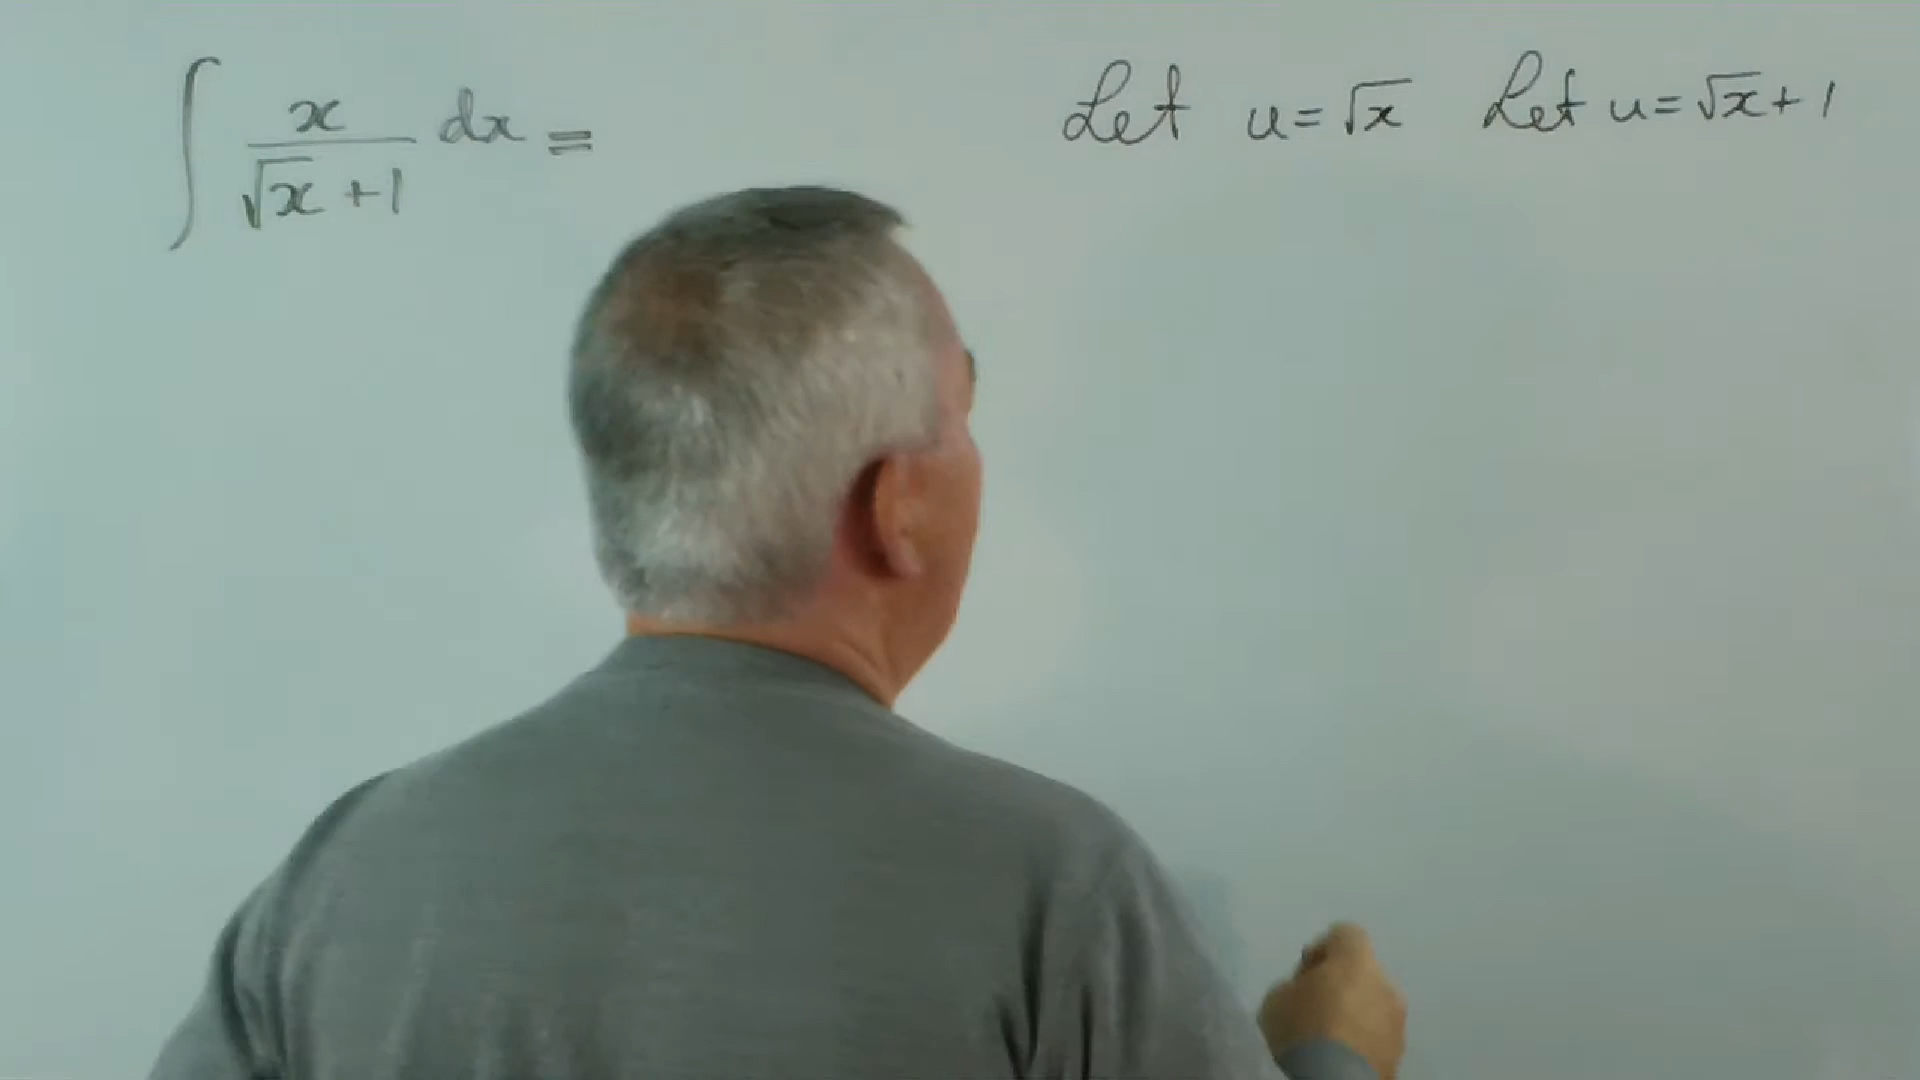 ∫ x/(√x + 1) dx =
Let u = √x Let u = √x + 1